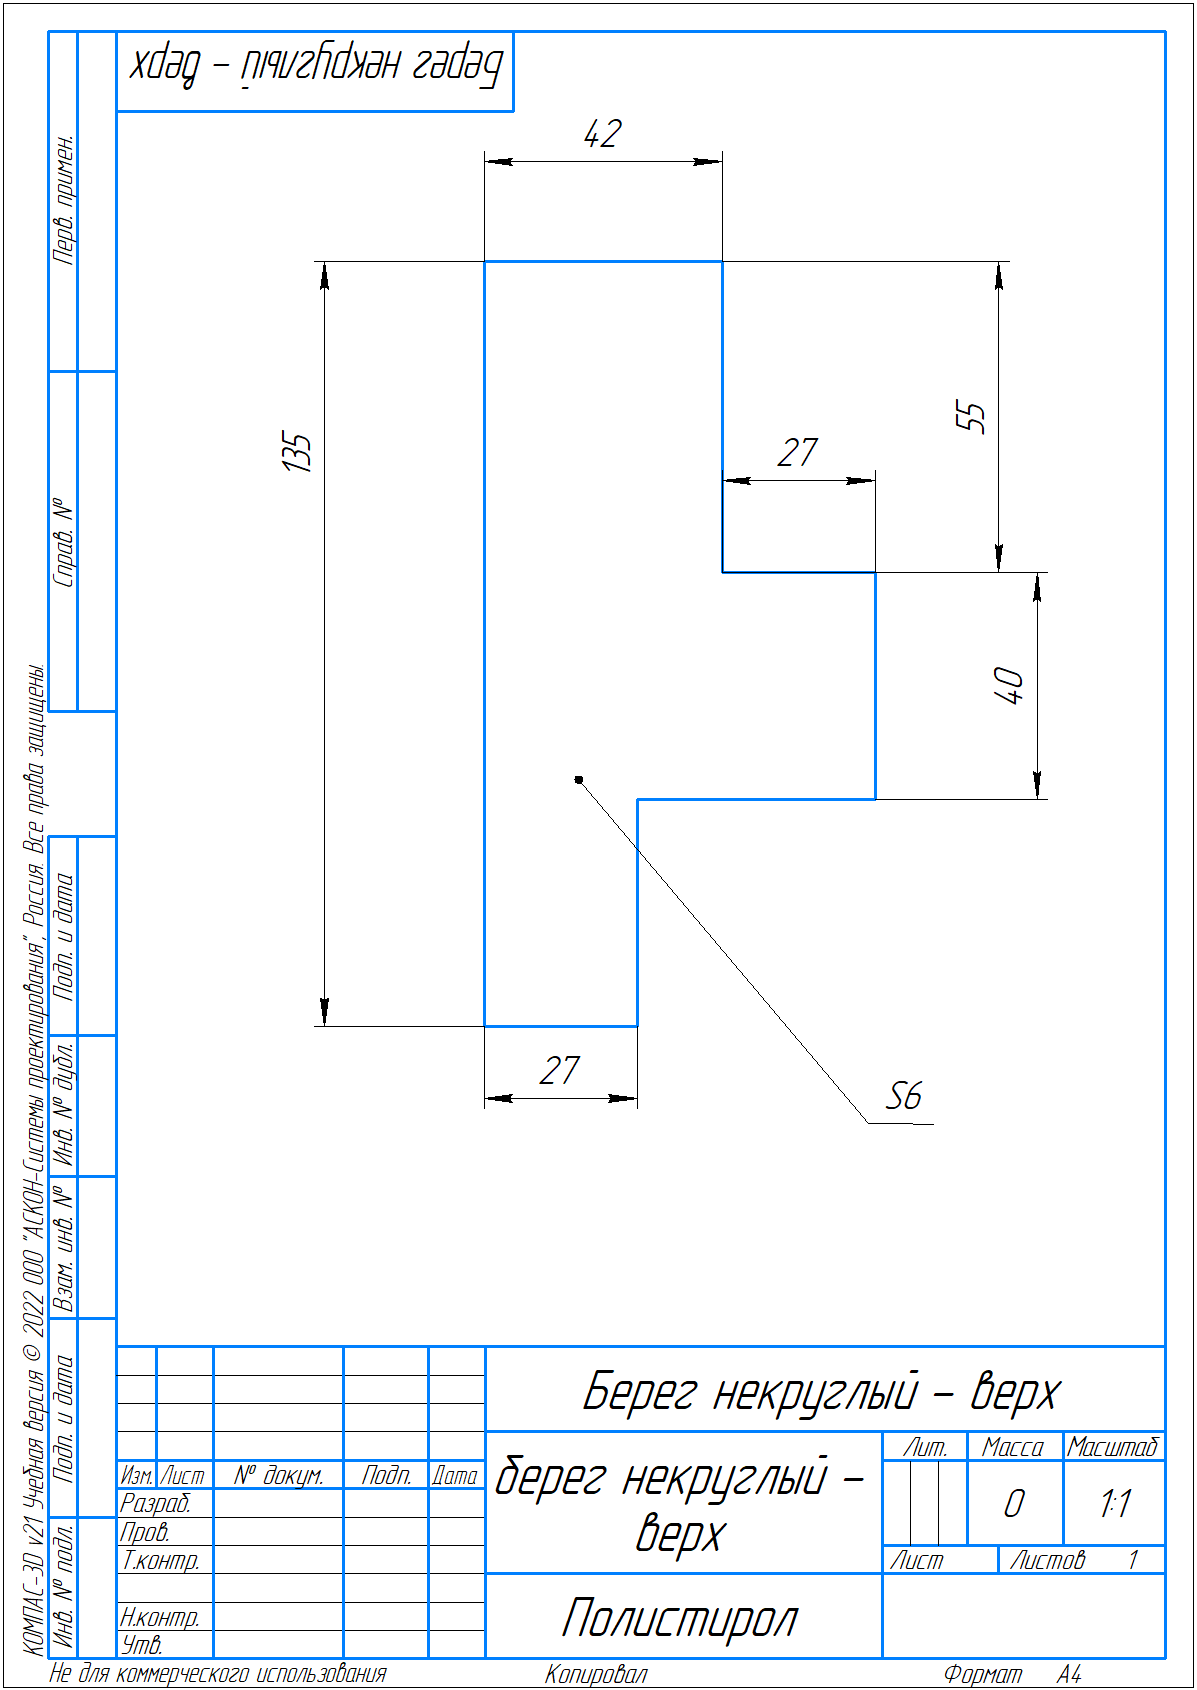 Берег некруглый - верх
Перв. примен.
Справ. №
Подп. и дата
Инв. № дубл.
Взам. инв. №
Подп. и дата
Инв. № подл.
КОМПАС-3D v21 Учебная версия © 2022 ООО "АСКОН-Системы проектирования", Россия. Все права защищены.
42
135
55
27
40
27
S6
Берег некруглый - верх
Изм. Лист № докум. Подп. Дата
Разраб.
Пров.
Т.контр.
Н.контр.
Утв.
берег некруглый -
верх
Полистирол
Лит. Масса Масштаб
0 1:1
Лист Листов 1
Не для коммерческого использования Копировал Формат А4